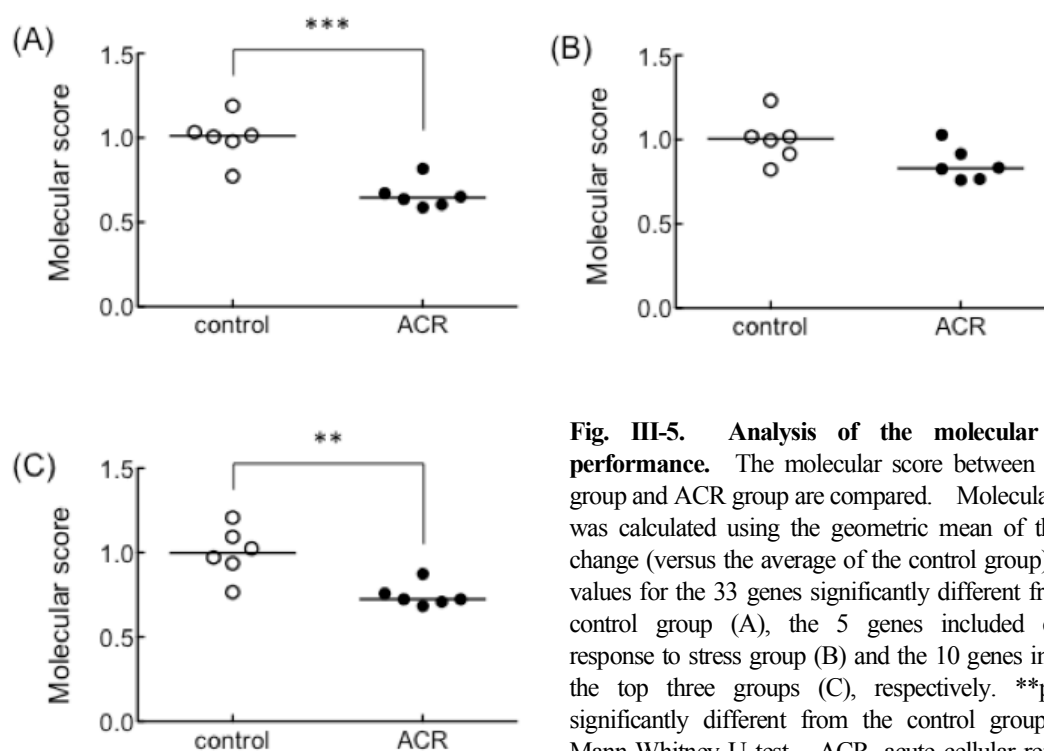 (A)
***
1.5
1.0
0.5
0.0
Molecular score
control
ACR
(B)
1.5
1.0
0.5
0.0
Molecular score
control
ACR
(C)
**
1.5
1.0
0.5
0.0
Molecular score
control
ACR
Fig. III-5. Analysis of the molecular
performance. The molecular score between
group and ACR group are compared. Molecula
was calculated using the geometric mean of th
change (versus the average of the control group)
values for the 33 genes significantly different fr
control group (A), the 5 genes included
response to stress group (B) and the 10 genes in
the top three groups (C), respectively. **p
significantly different from the control group
Mann-Whitney U test. ACR, acute cellular re